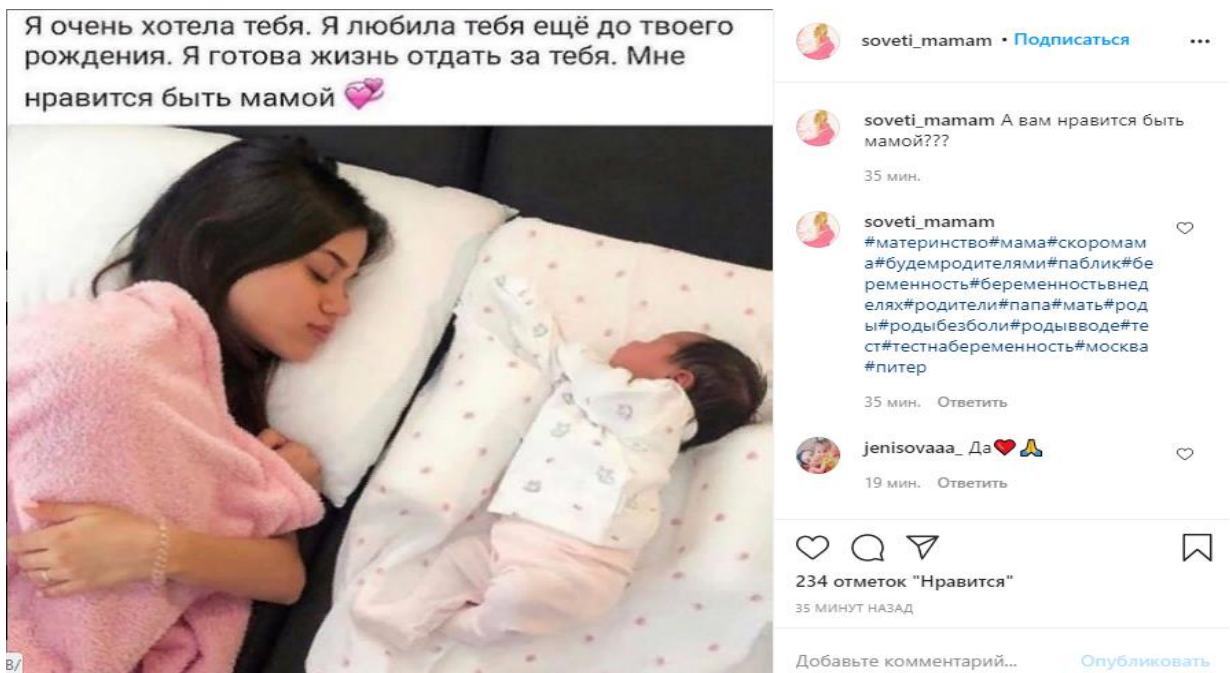 Я очень хотела тебя. Я любила тебя ещё до твоего
рождения. Я готова жизнь отдать за тебя. Мне
нравится быть мамой 💞
soveti_mamam • Подписаться
soveti_mamam А вам нравится быть
мамой???
35 мин.
soveti_mamam
#материнство#мама#скоромам
а#будемродителями#паблик#бе
ременность#беременностьвнед
елях#родители#папа#мать#род
ы#родыбезболи#родывводе#те
ст#тестнабеременность#москва
#питер
35 мин. Ответить
jenisovaaa_ Да❤️🙏
19 мин. Ответить
234 отметок "Нравится"
35 МИНУТ НАЗАД
Добавьте комментарий... Опубликовать
В/